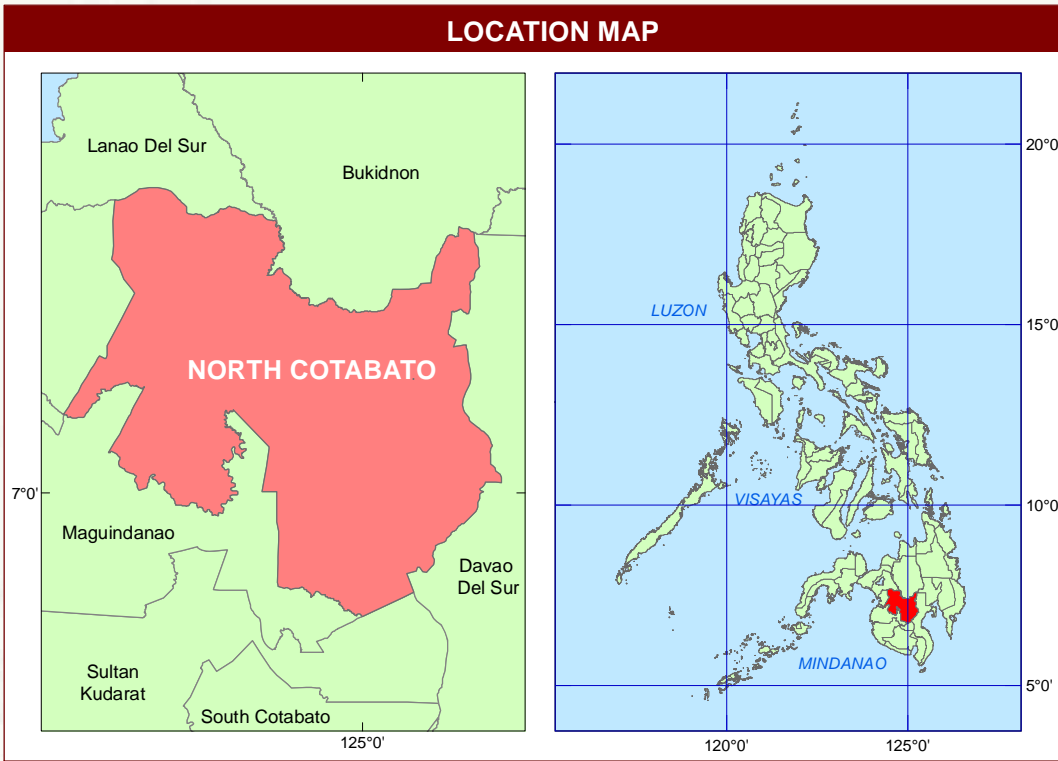 LOCATION MAP
Lanao Del Sur
Bukidnon
NORTH COTABATO
7°0'
Maguindanao
Davao
Del Sur
Sultan
Kudarat
South Cotabato
125°0'
20°0'
LUZON
15°0'
VISAYAS
10°0'
MINDANAO
5°0'
120°0'
125°0'